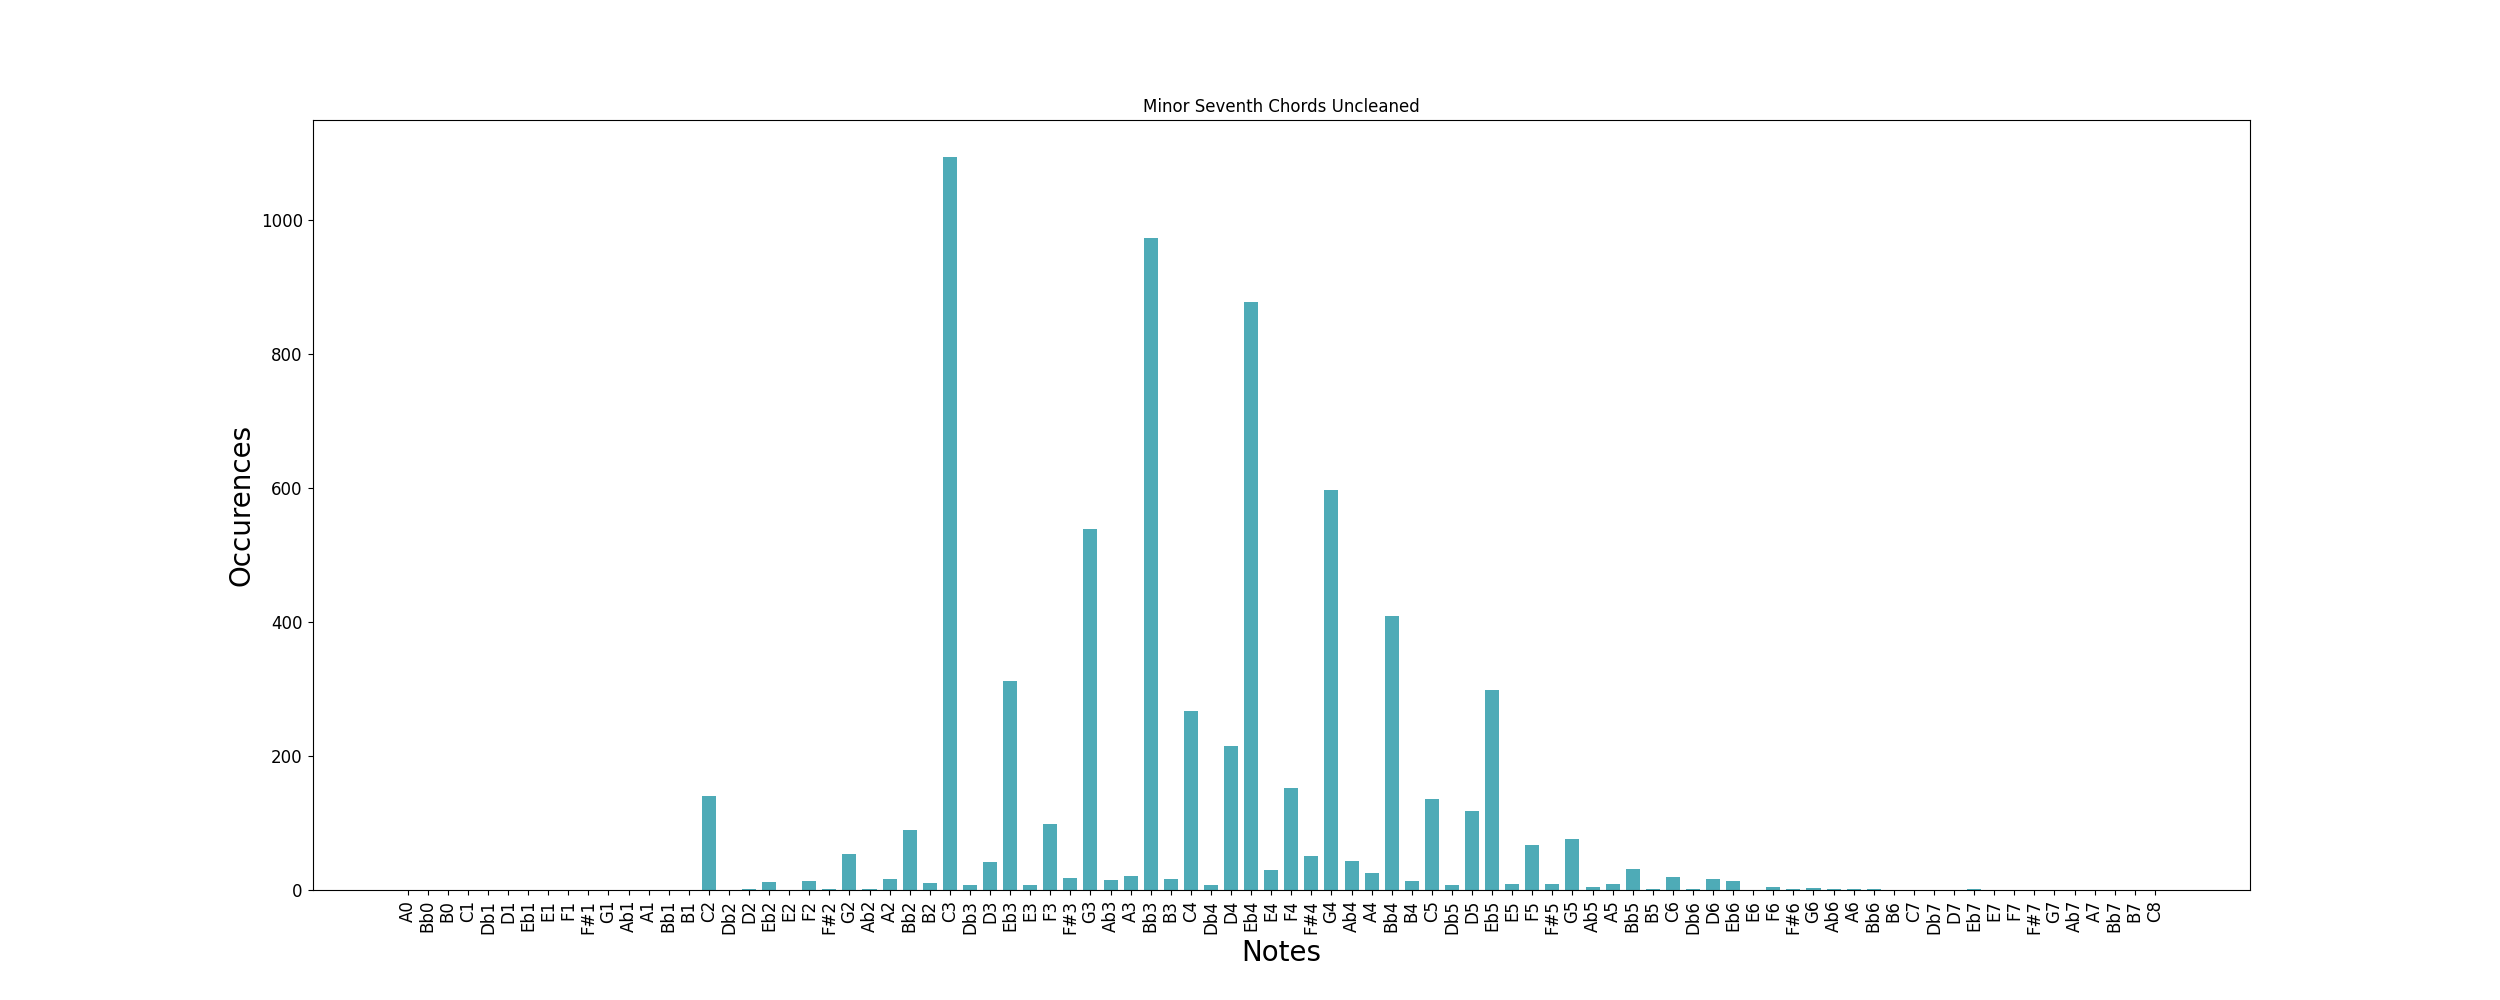 Minor Seventh Chords Uncleaned
1000
800
600
400
200
0
Occurences
A0 Bb0 B0 C1 Db1 D1 Eb1 E1 F1 F#1 G1 Ab1 A1 Bb1 B1 C2 Db2 D2 Eb2 E2 F2 F#2 G2 Ab2 A2 Bb2 B2 C3 Db3 D3 Eb3 E3 F3 F#3 G3 Ab3 A3 Bb3 B3 C4 Db4 D4 Eb4 E4 F4 F#4 G4 Ab4 A4 Bb4 B4 C5 Db5 D5 Eb5 E5 F5 F#5 G5 Ab5 A5 Bb5 B5 C6 Db6 D6 Eb6 E6 F6 F#6 G6 Ab6 A6 Bb6 B6 C7 Db7 D7 Eb7 E7 F7 F#7 G7 Ab7 A7 Bb7 B7 C8
Notes